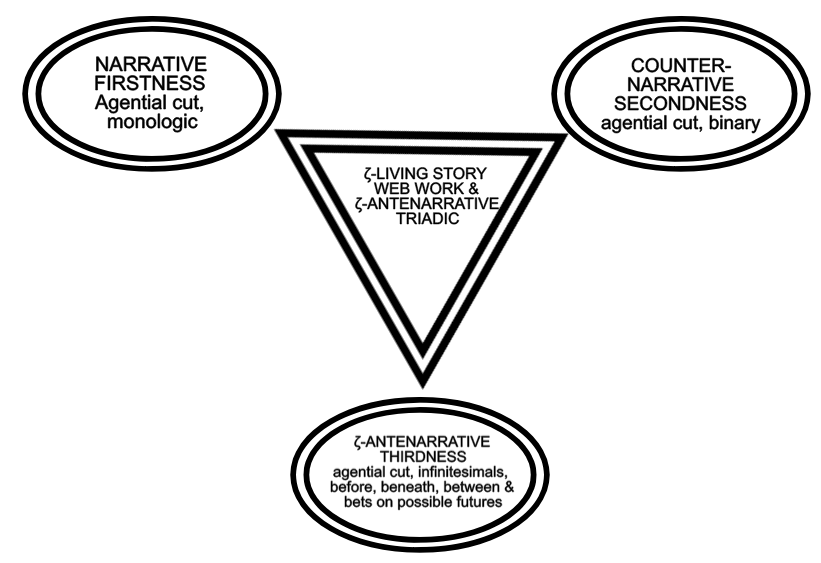 NARRATIVE
FIRSTNESS
Agential cut,
monologic
COUNTER-
NARRATIVE
SECONDNESS
agential cut, binary
ζ-LIVING STORY
WEB WORK &
ζ-ANTENARRATIVE
TRIADIC
ζ-ANTENARRATIVE
THIRDNESS
agential cut, infinitesimals,
before, beneath, between &
bets on possible futures